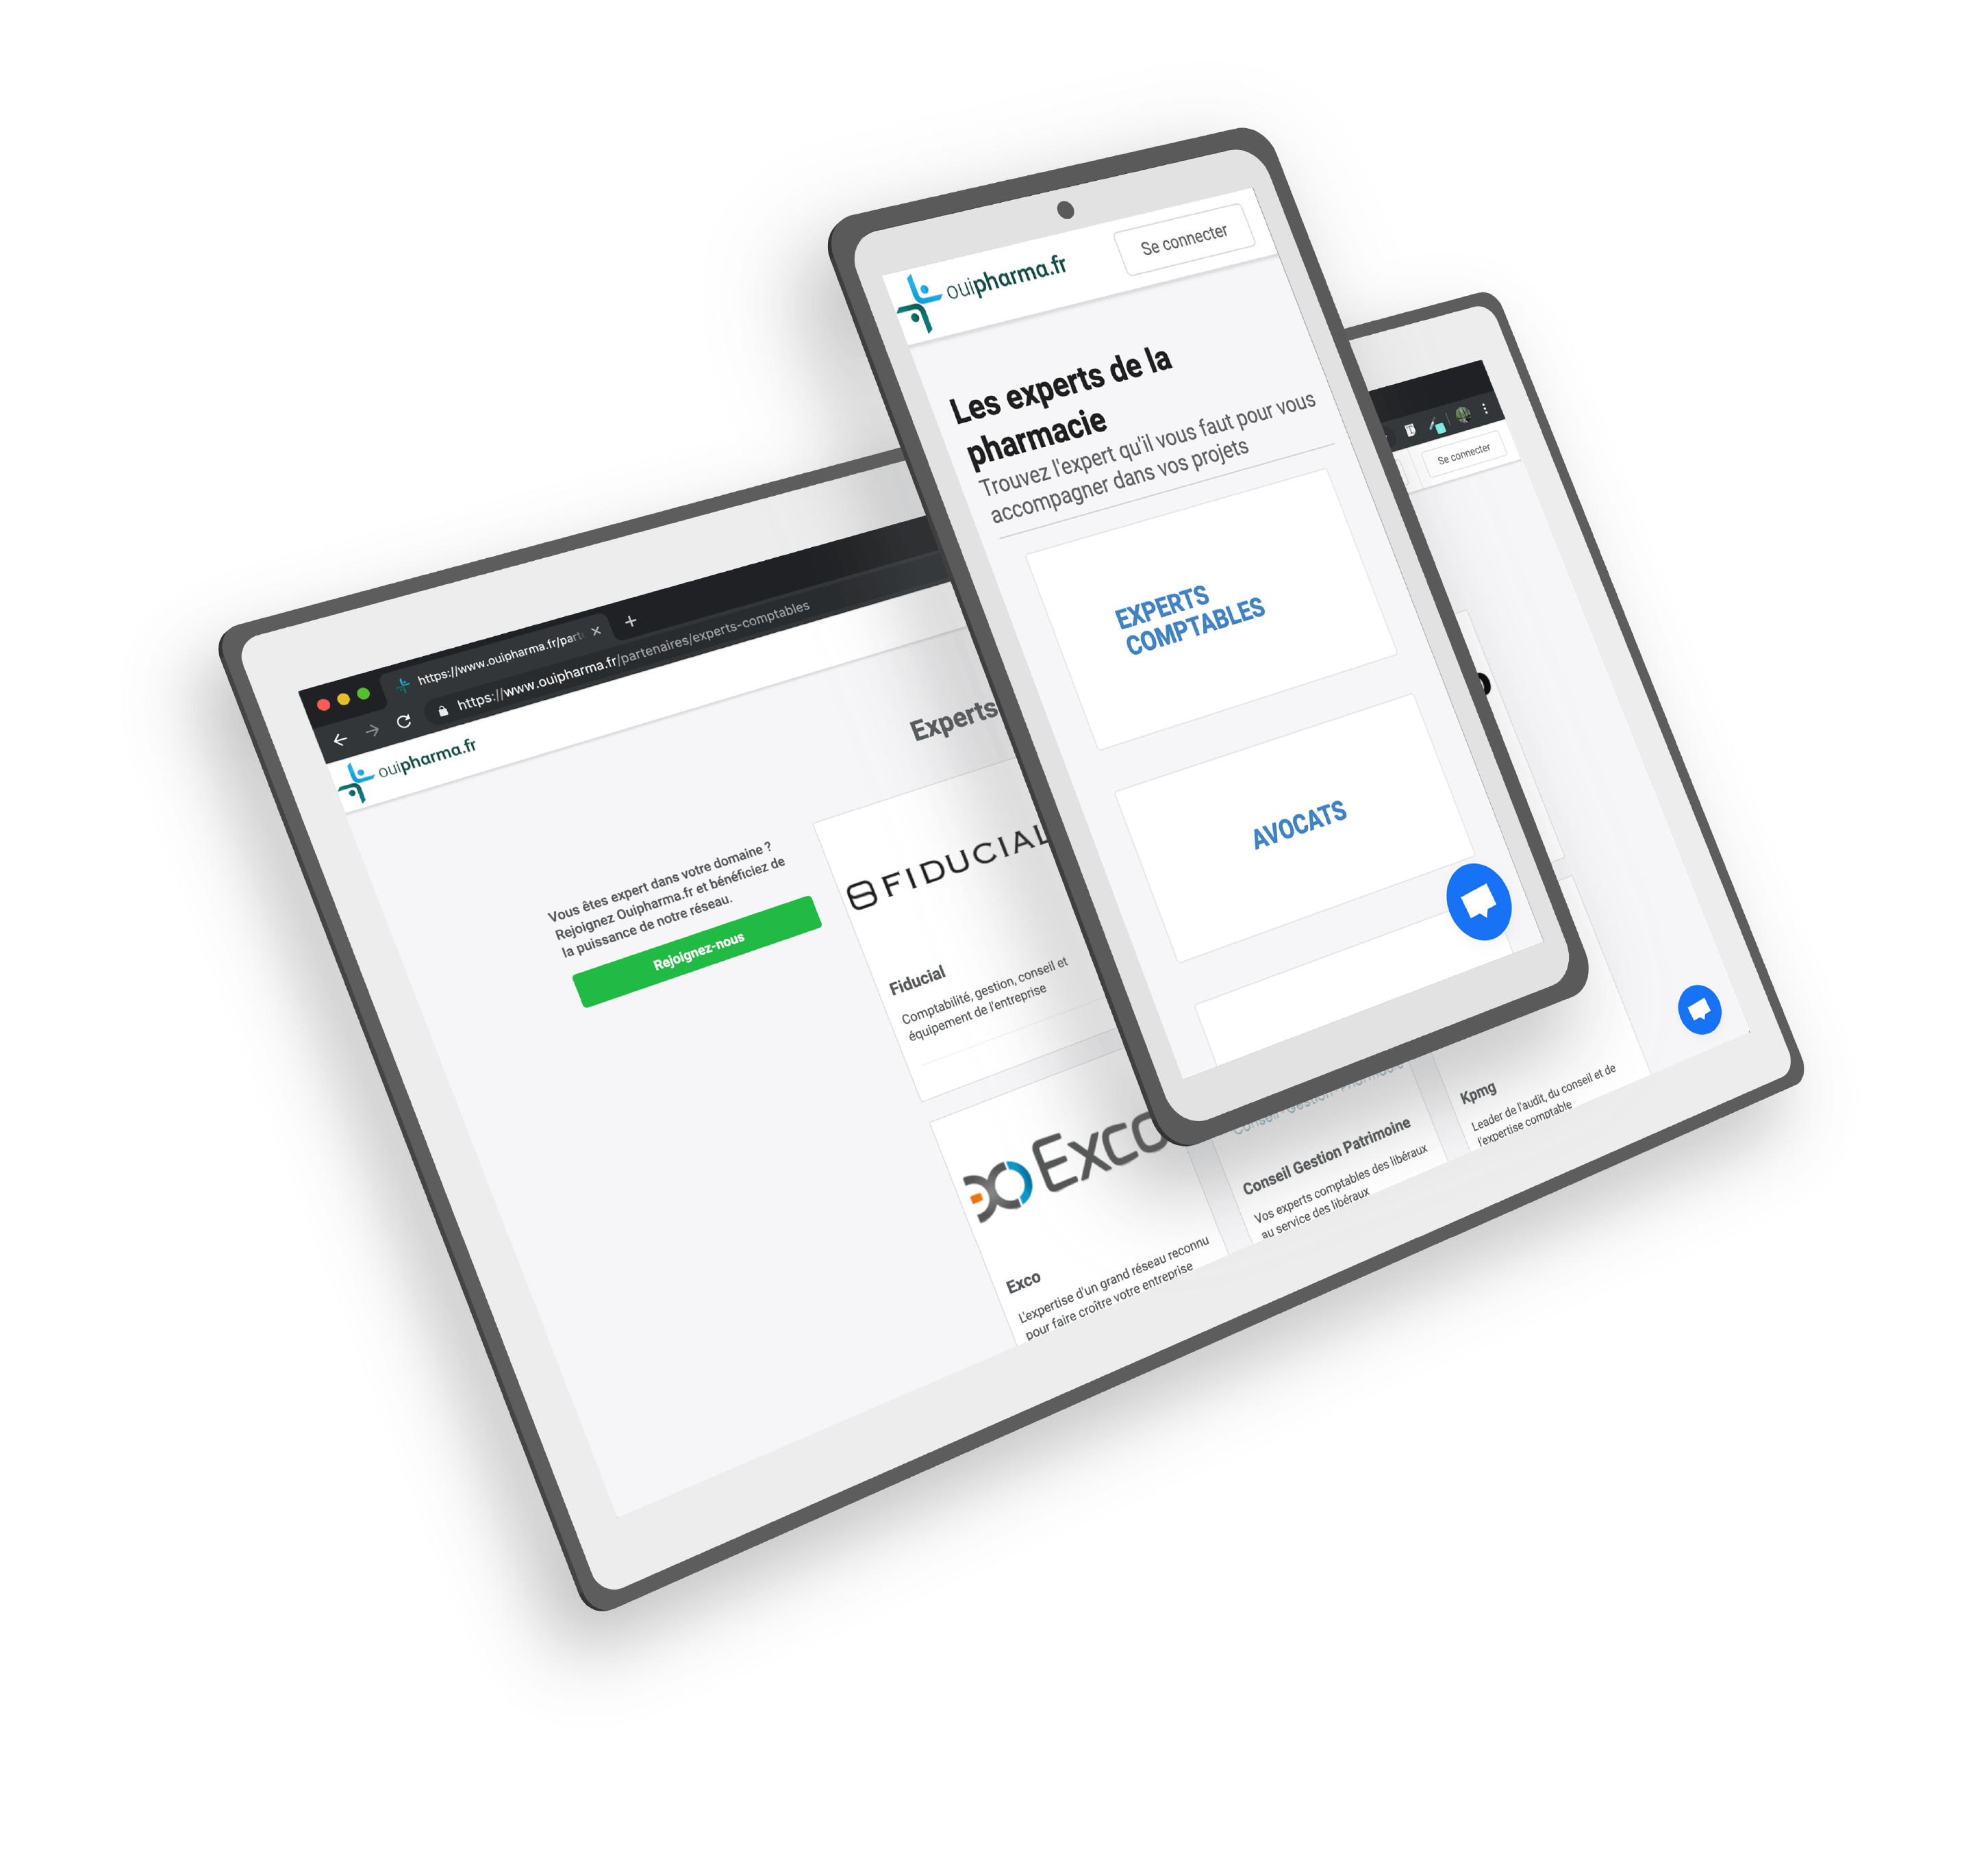 ouipharma.fr
Se connecter
Les experts de la
pharmacie
Trouvez l'expert qu'il vous faut pour vous
accompagner dans vos projets
EXPERTS
COMPTABLES
AVOCATS
https://www.ouipharma.fr/part
https://www.ouipharma.fr/partenaires/experts-comptables
ouipharma.fr
Se connecter
Experts
Vous êtes expert dans votre domaine ?
Rejoignez Ouipharma.fr et bénéficiez de
la puissance de notre réseau.
Rejoignez-nous
FIDUCIAL
Fiducial
Comptabilité, gestion, conseil et
équipement de l'entreprise
Exco
Exco
L'expertise d'un grand réseau reconnu
pour faire croître votre entreprise
Conseil Gestion Patrimoine
Vos experts comptables des libéraux
au service des libéraux
Kpmg
Leader de l'audit, du conseil et de
l'expertise comptable